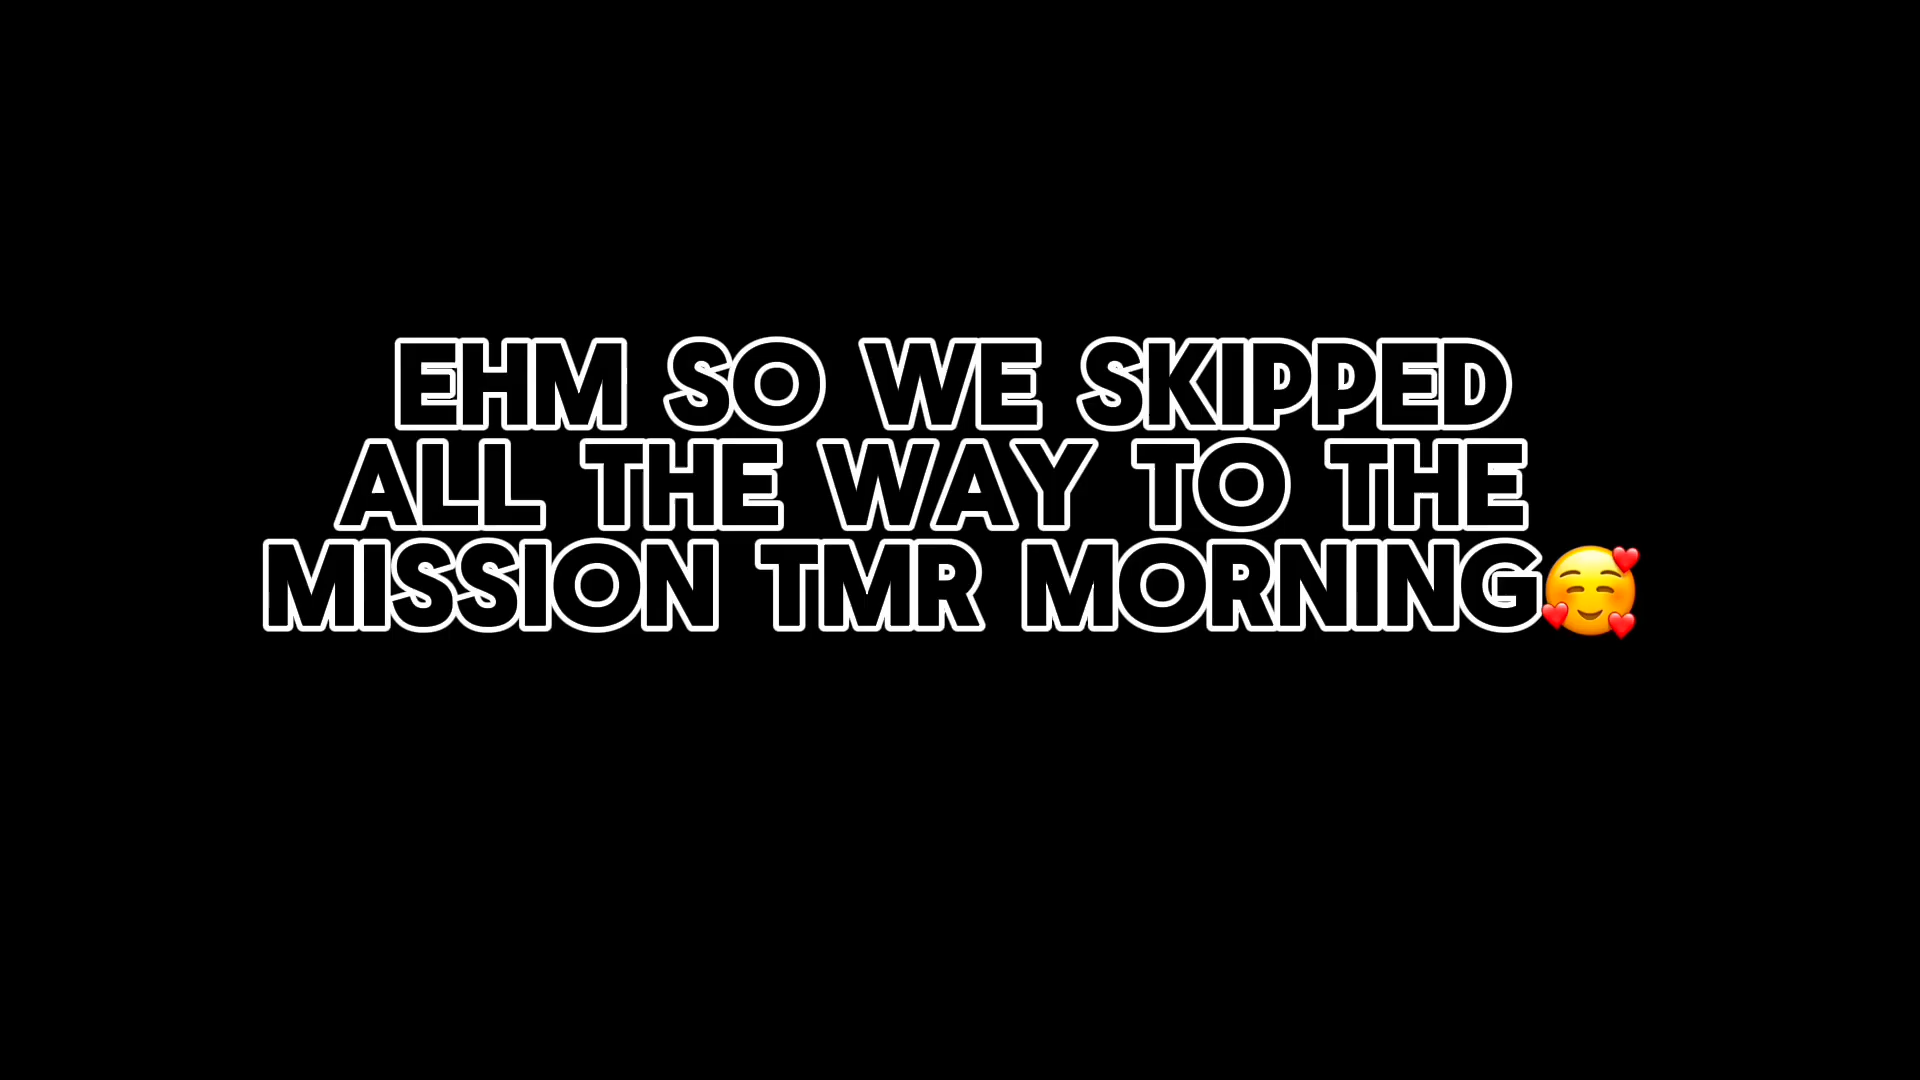 EHM SO WE SKIPPED
ALL THE WAY TO THE
MISSION TMR MORNING🥰